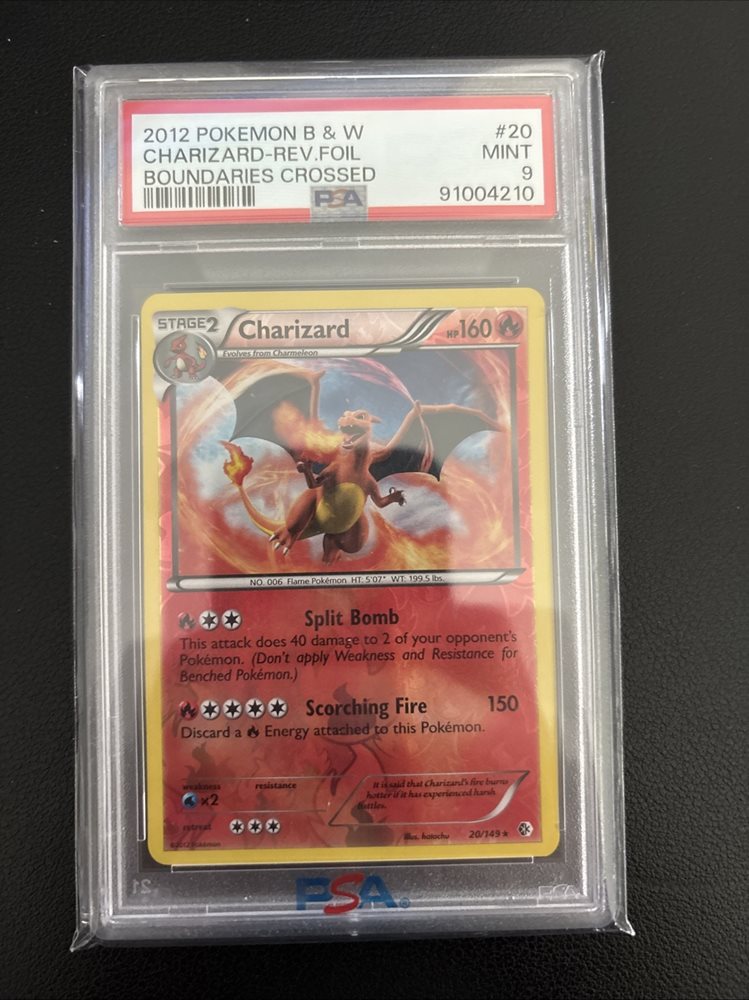 2012 POKEMON B & W #20
CHARIZARD-REV.FOIL MINT
BOUNDARIES CROSSED 9
PSA 91004210
STAGE2 Charizard HP160
Evolves from Charmeleon
NO. 006 Flame Pokémon HT: 5'07" WT: 199.5 lbs.
Split Bomb
This attack does 40 damage to 2 of your opponent's
Pokémon. (Don't apply Weakness and Resistance for
Benched Pokémon.)
Scorching Fire 150
Discard a Energy attached to this Pokémon.
weakness resistance
×2
It is said that Charizard's fire burns
hotter if it has experienced harsh
battles.
retreat
Illus. hatachu 20/149 ★
©2012 Pokémon
PSA®